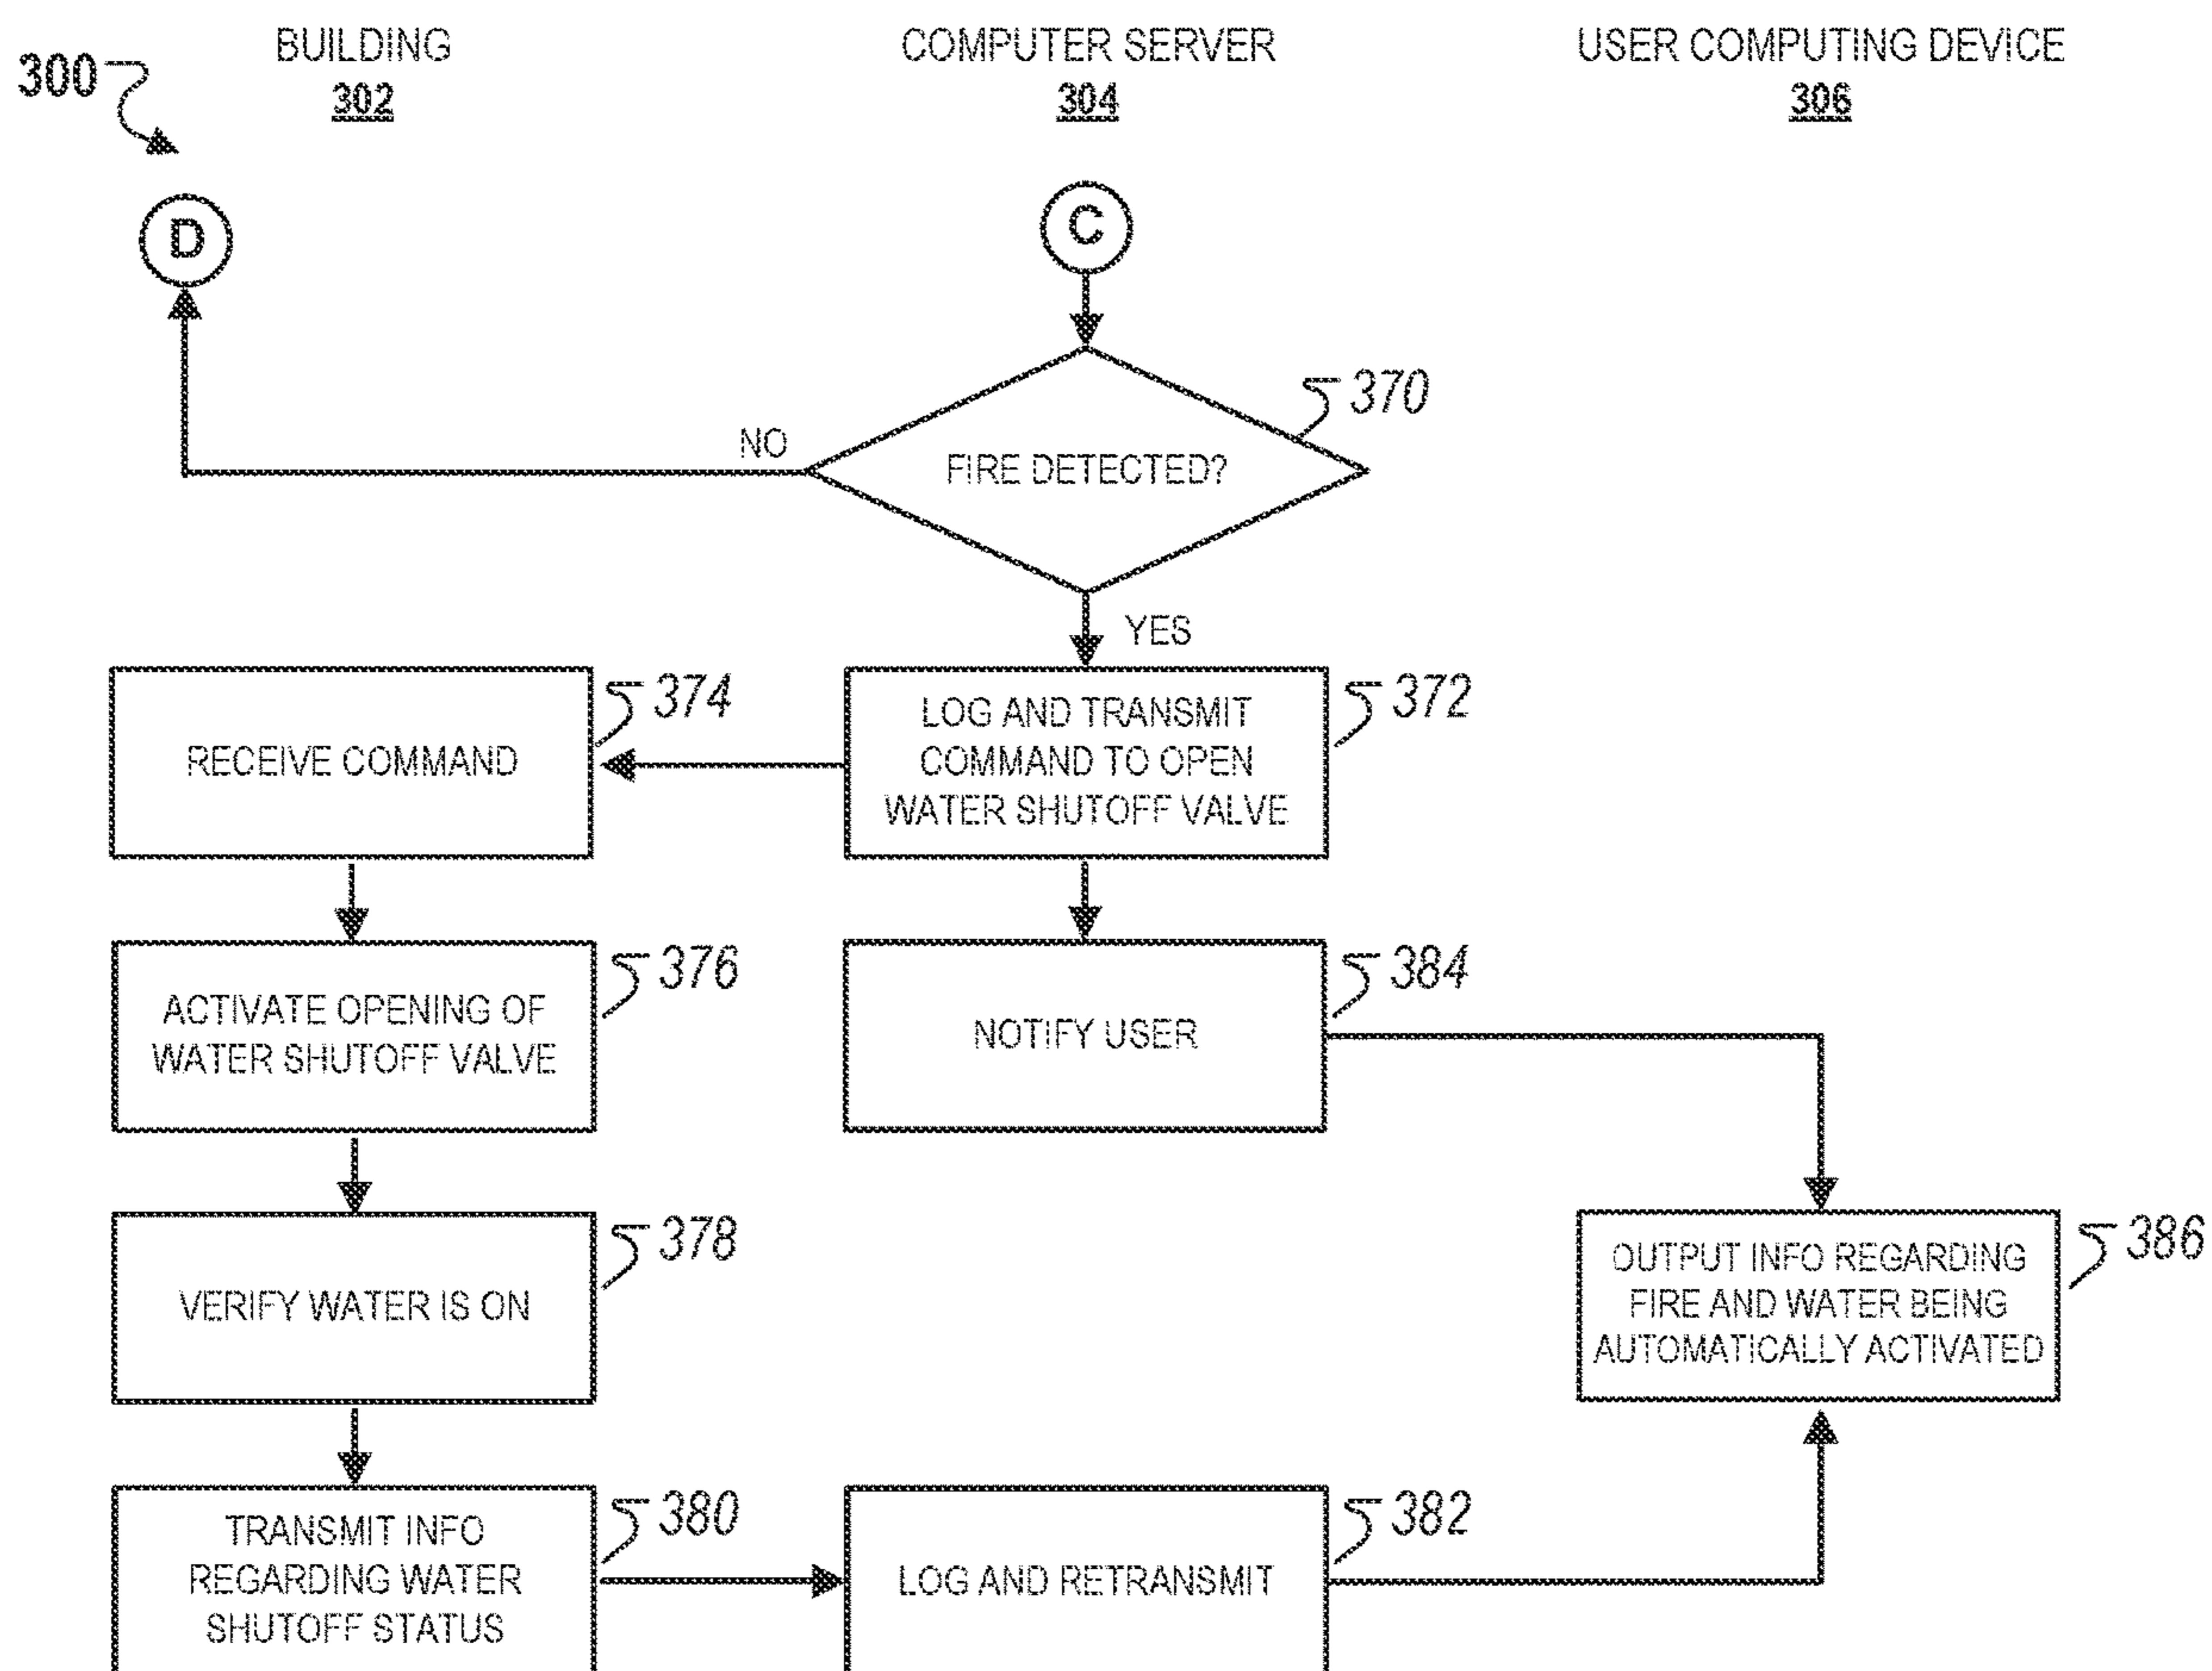 300
BUILDING
302
COMPUTER SERVER
304
USER COMPUTING DEVICE
306
D
C
370
NO
FIRE DETECTED?
YES
374
RECEIVE COMMAND
372
LOG AND TRANSMIT
COMMAND TO OPEN
WATER SHUTOFF VALVE
376
ACTIVATE OPENING OF
WATER SHUTOFF VALVE
384
NOTIFY USER
378
VERIFY WATER IS ON
386
OUTPUT INFO REGARDING
FIRE AND WATER BEING
AUTOMATICALLY ACTIVATED
380
TRANSMIT INFO
REGARDING WATER
SHUTOFF STATUS
382
LOG AND RETRANSMIT